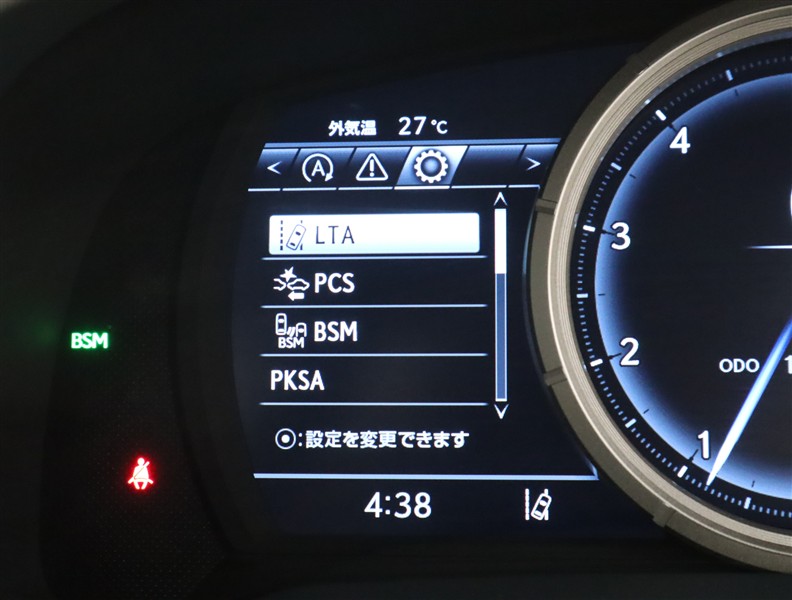 外気温 27℃
< A >
LTA
PCS
BSM BSM
PKSA
⦿:設定を変更できます
4:38
BSM
4
3
2
1
ODO 1